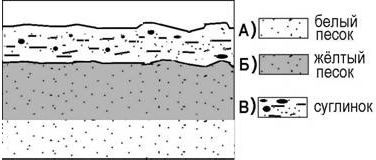 А) белый
песок
Б) жёлтый
песок
В) суглинок